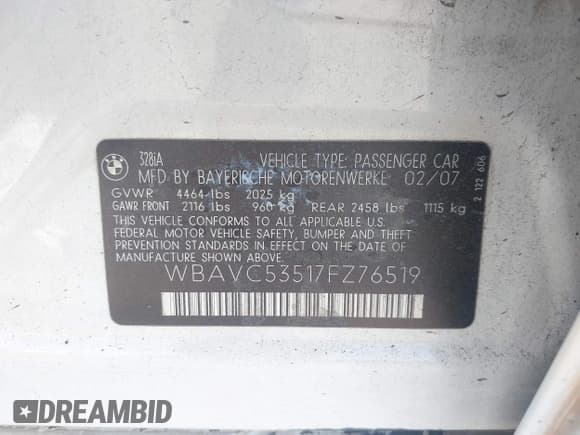 328iA
VEHICLE TYPE: PASSENGER CAR
MFD BY BAYERISCHE MOTORENWERKE 02/07
GVWR 4464 lbs 2025 kg
GAWR FRONT 2116 lbs 960 kg REAR 2458 lbs 1115 kg
THIS VEHICLE CONFORMS TO ALL APPLICABLE
FEDERAL MOTOR VEHICLE SAFETY, BUMPER AND THEFT
PREVENTION STANDARDS IN EFFECT ON THE DATE OF
MANUFACTURE SHOWN ABOVE.
WBAVC53517FZ76519
2 122 606
DREAMBID